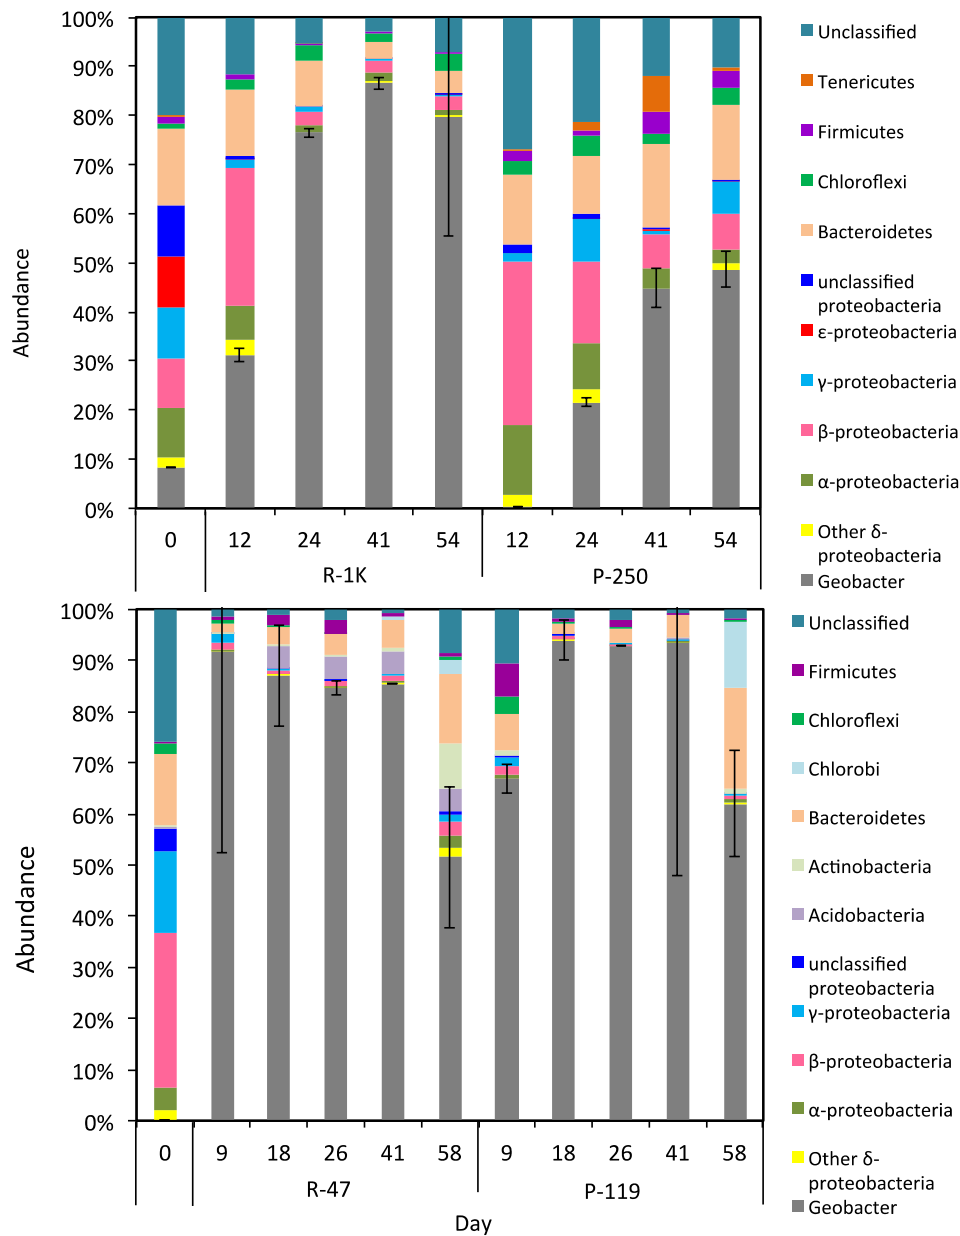 100%
90%
80%
70%
60%
50%
40%
30%
20%
10%
0%
Abundance
0
12
24
41
54
12
24
41
54
R-1K
P-250
Unclassified
Tenericutes
Firmicutes
Chloroflexi
Bacteroidetes
unclassified
proteobacteria
ε-proteobacteria
γ-proteobacteria
β-proteobacteria
α-proteobacteria
Other δ-
proteobacteria
Geobacter
100%
90%
80%
70%
60%
50%
40%
30%
20%
10%
0%
Abundance
0
9
18
26
41
58
9
18
26
41
58
R-47
P-119
Day
Unclassified
Firmicutes
Chloroflexi
Chlorobi
Bacteroidetes
Actinobacteria
Acidobacteria
unclassified
proteobacteria
γ-proteobacteria
β-proteobacteria
α-proteobacteria
Other δ-
proteobacteria
Geobacter